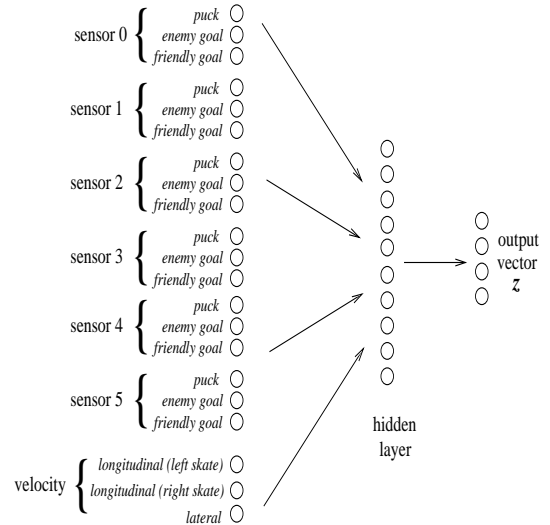 sensor 0 { puck
enemy goal
friendly goal
sensor 1 { puck
enemy goal
friendly goal
sensor 2 { puck
enemy goal
friendly goal
sensor 3 { puck
enemy goal
friendly goal
sensor 4 { puck
enemy goal
friendly goal
sensor 5 { puck
enemy goal
friendly goal
velocity { longitudinal (left skate)
longitudinal (right skate)
lateral
hidden
layer
output
vector
z